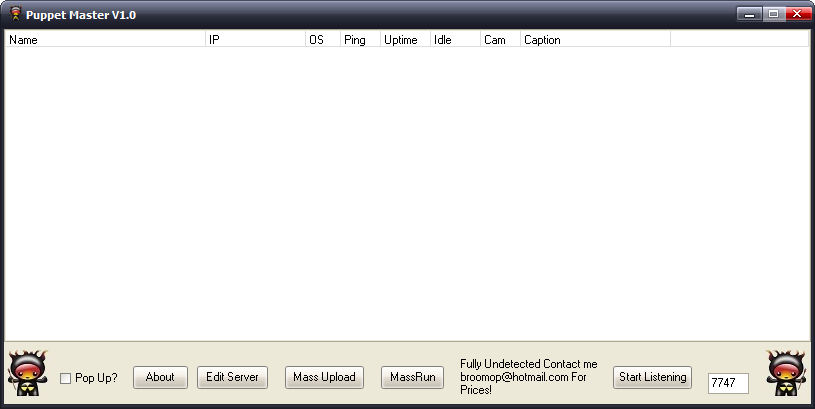 Puppet Master V1.0
Name IP OS Ping Uptime Idle Cam Caption
Pop Up?
About
Edit Server
Mass Upload
MassRun
Fully Undetected Contact me
broomop@hotmail.com For
Prices!
Start Listening
7747